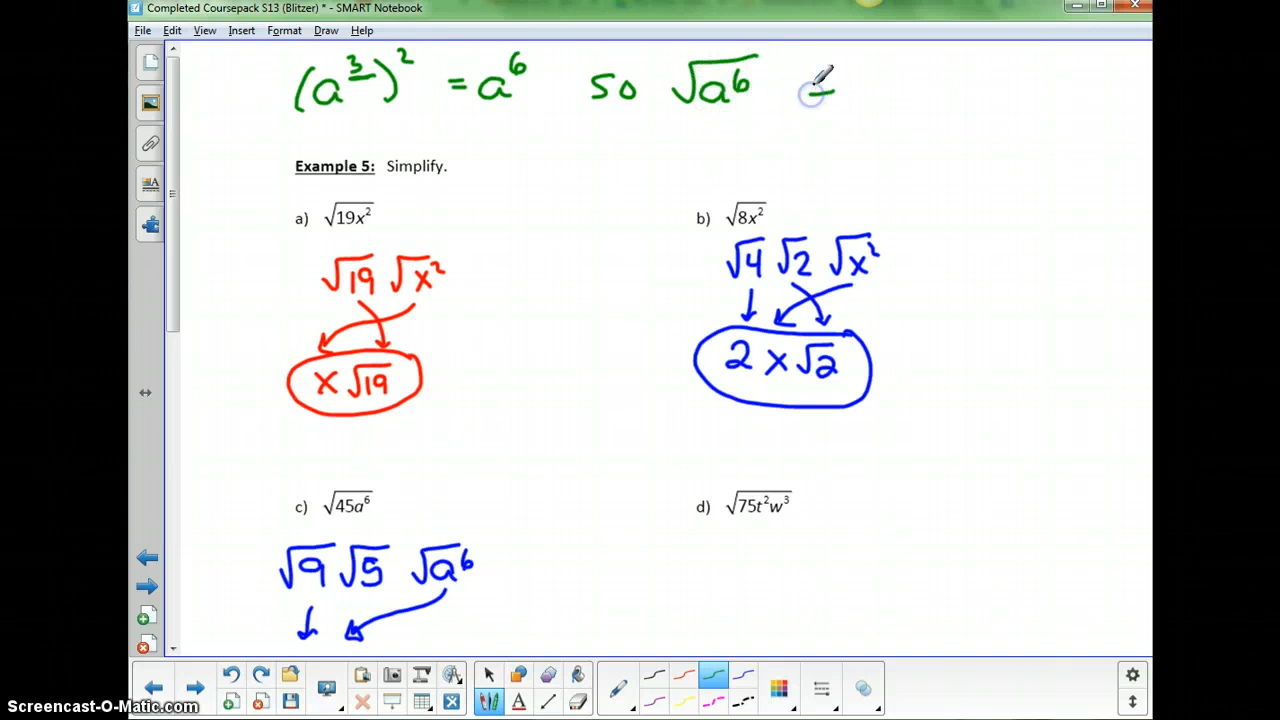 Completed Coursepack S13 (Blitzer) * - SMART Notebook
File Edit View Insert Format Draw Help
(a³)² = a⁶ so √a⁶ =
Example 5: Simplify.
a) √19x² b) √8x²
√19 √x² √4 √2 √x²
x √19 2 x √2
c) √45a⁶ d) √75t²w³
√9 √5 √a⁶
Screencast-O-Matic.com